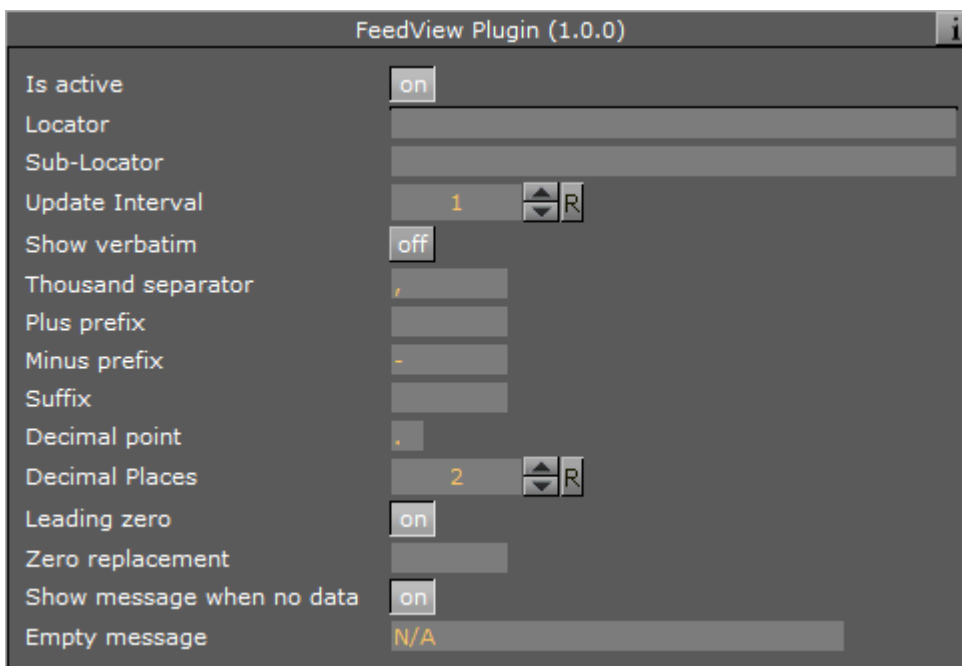 FeedView Plugin (1.0.0) i
Is active on
Locator
Sub-Locator
Update Interval 1 R
Show verbatim off
Thousand separator ,
Plus prefix
Minus prefix -
Suffix
Decimal point .
Decimal Places 2 R
Leading zero on
Zero replacement
Show message when no data on
Empty message N/A